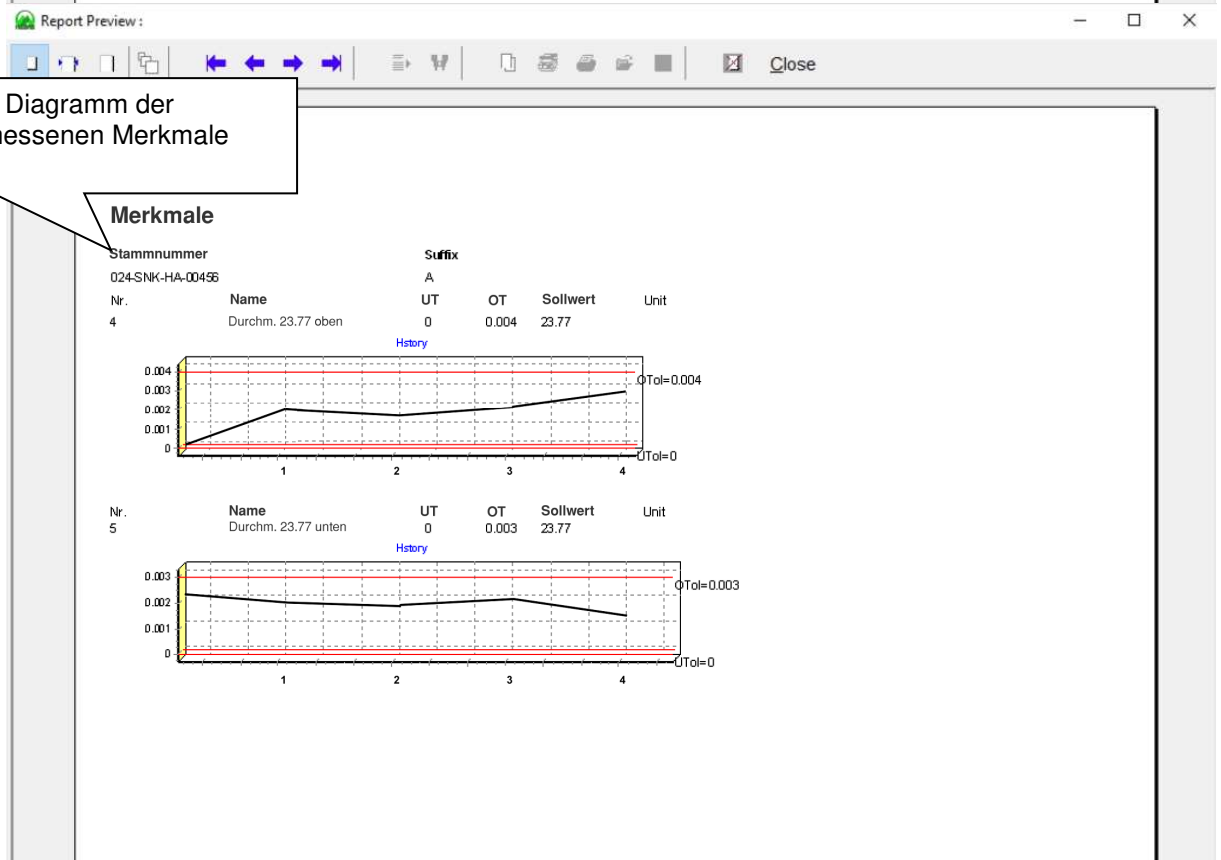 Report Preview :
Close
Diagramm der
messenen Merkmale
Merkmale
Stammnummer Suffix
024-SNK-HA-00456 A
Nr. Name UT OT Sollwert Unit
4 Durchm. 23.77 oben 0 0.004 23.77
Hstory
0.004
OTol=0.004
0.003
0.002
0.001
0
UTol=0
1 2 3 4
Nr. Name UT OT Sollwert Unit
5 Durchm. 23.77 unten 0 0.003 23.77
Hstory
0.003
OTol=0.003
0.002
0.001
0
UTol=0
1 2 3 4